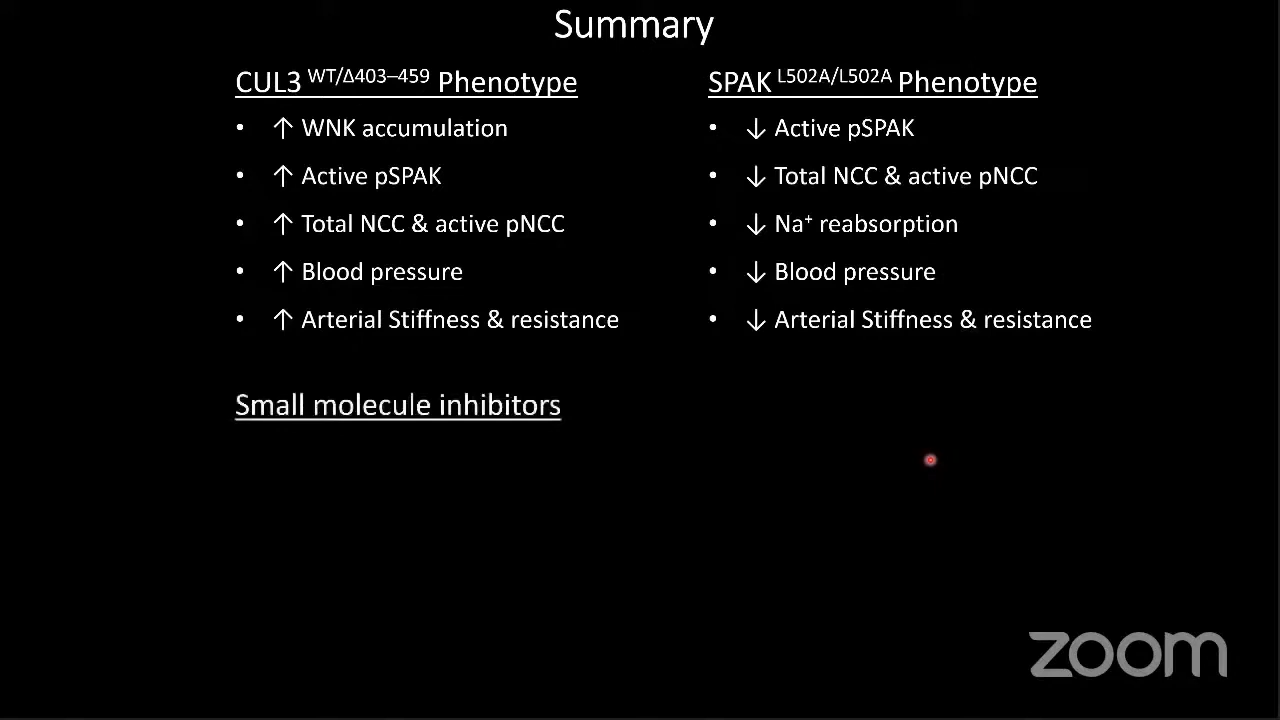 Summary
CUL3 WT/Δ403–459 Phenotype
• ↑ WNK accumulation
• ↑ Active pSPAK
• ↑ Total NCC & active pNCC
• ↑ Blood pressure
• ↑ Arterial Stiffness & resistance
SPAK L502A/L502A Phenotype
• ↓ Active pSPAK
• ↓ Total NCC & active pNCC
• ↓ Na⁺ reabsorption
• ↓ Blood pressure
• ↓ Arterial Stiffness & resistance
Small molecule inhibitors
zoom